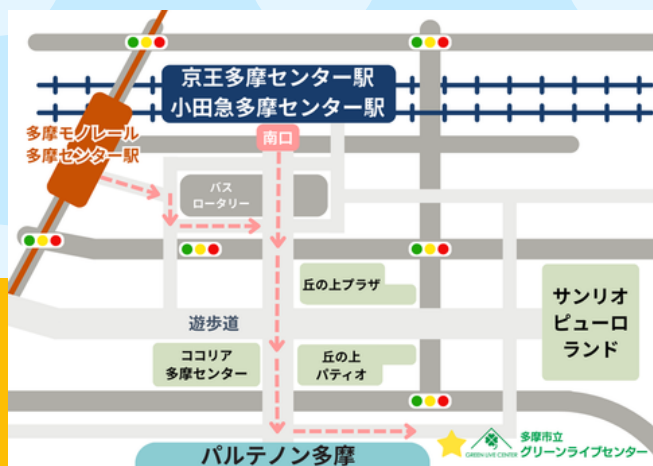 京王多摩センター駅
小田急多摩センター駅
多摩モノレール
多摩センター駅
南口
バス
ロータリー
丘の上プラザ
サンリオ
ピューロ
ランド
遊歩道
ココリア
多摩センター
丘の上
パティオ
パルテノン多摩
GREEN LIVE CENTER
多摩市立
グリーンライブセンター